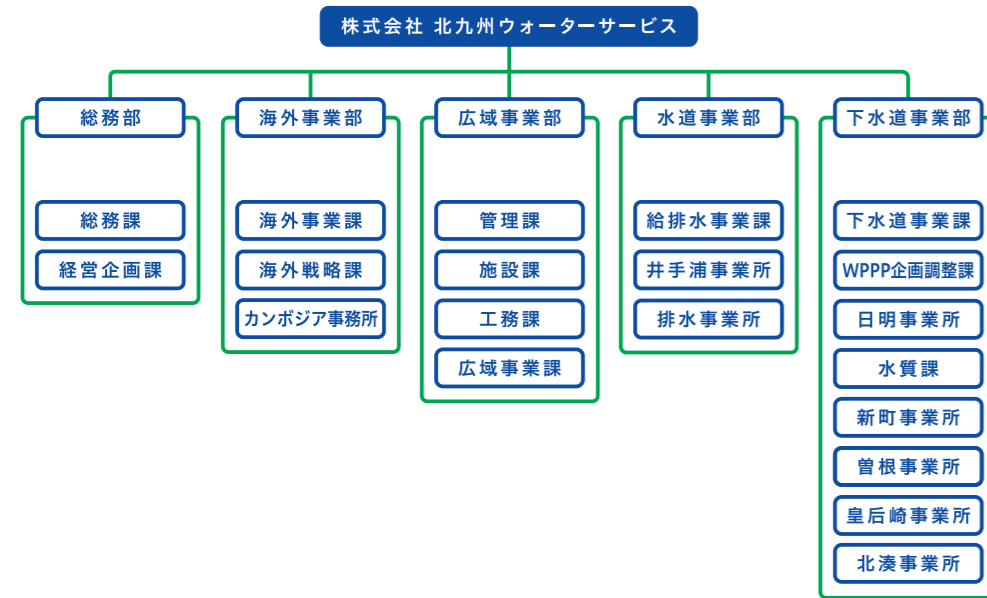 株式会社 北九州ウォーターサービス
総務部
総務課
経営企画課
海外事業部
海外事業課
海外戦略課
カンボジア事務所
広域事業部
管理課
施設課
工務課
広域事業課
水道事業部
給排水事業課
井手浦事業所
排水事業所
下水道事業部
下水道事業課
WPPP企画調整課
日明事業所
水質課
新町事業所
曽根事業所
皇后崎事業所
北湊事業所